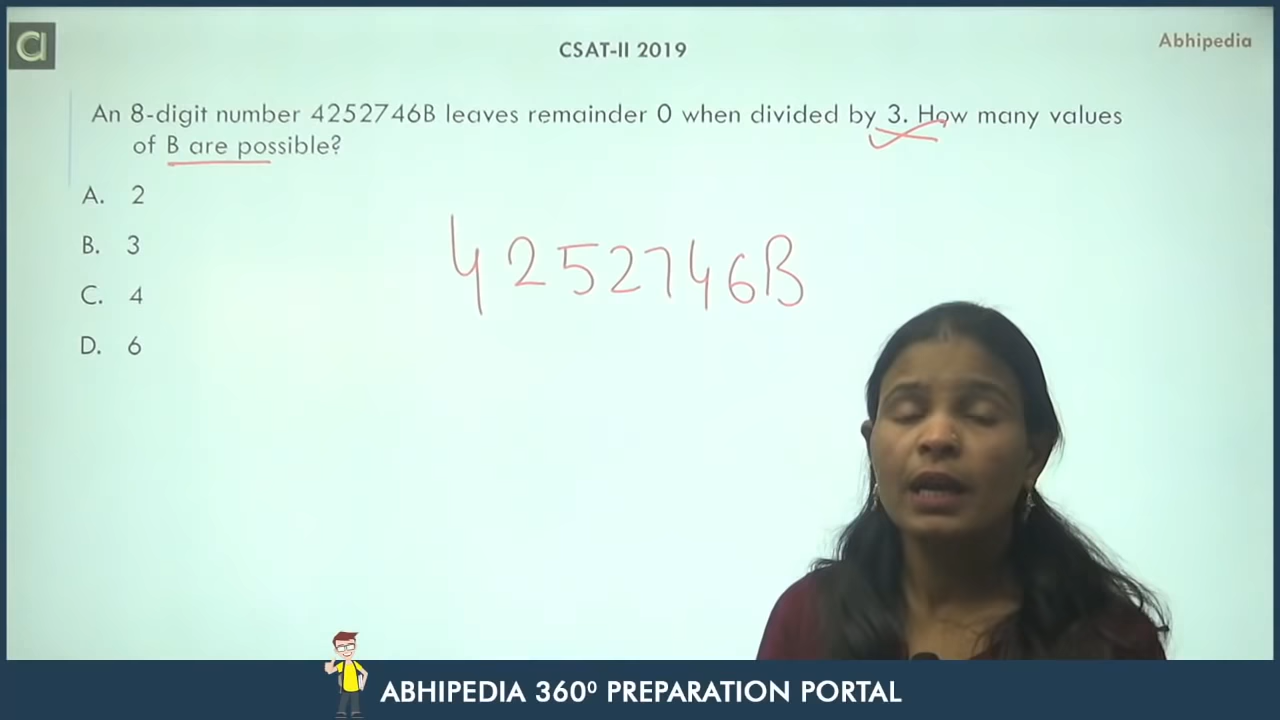 CSAT-II 2019
Abhipedia
An 8-digit number 4252746B leaves remainder 0 when divided by 3. How many values
of B are possible?
A. 2
B. 3
C. 4
D. 6
4252746B
ABHIPEDIA 360⁰ PREPARATION PORTAL